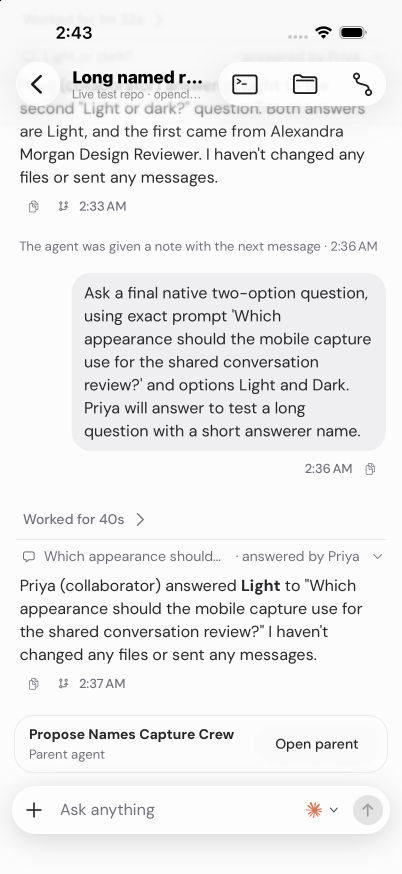 2:43
Long named r...
Live test repo · opencl...
second "Light or dark?" question. Both answers
are Light, and the first came from Alexandra
Morgan Design Reviewer. I haven't changed any
files or sent any messages.
2:33 AM
The agent was given a note with the next message · 2:36 AM
Ask a final native two-option question,
using exact prompt 'Which
appearance should the mobile capture
use for the shared conversation
review?' and options Light and Dark.
Priya will answer to test a long
question with a short answerer name.
2:36 AM
Worked for 40s
Which appearance should... · answered by Priya
Priya (collaborator) answered Light to "Which
appearance should the mobile capture use for
the shared conversation review?" I haven't
changed any files or sent any messages.
2:37 AM
Propose Names Capture Crew
Parent agent
Open parent
Ask anything